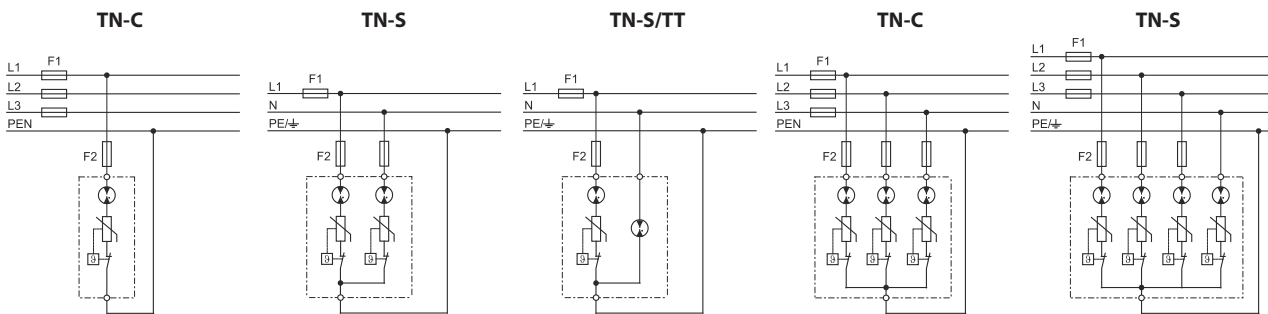 TN-C
L1
F1
L2
L3
PEN
F2
ϑ
TN-S
L1
F1
N
PE/⏚
F2
ϑ
ϑ
TN-S/TT
L1
F1
N
PE/⏚
F2
ϑ
TN-C
L1
F1
L2
L3
PEN
F2
ϑ
ϑ
ϑ
TN-S
L1
F1
L2
L3
N
PE/⏚
F2
ϑ
ϑ
ϑ
ϑ